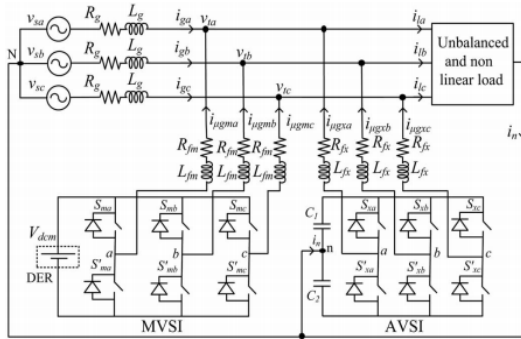 v_sa R_g L_g i_ga v_ta i_la
N v_sb R_g L_g i_gb v_tb i_lb Unbalanced
and non
linear load
v_sc R_g L_g i_gc v_tc i_lc
i_μgma i_μgmb i_μgmc i_μgxa i_μgxb i_μgxc i_n
R_fm R_fm R_fm R_fx R_fx R_fx
L_fm L_fm L_fm L_fx L_fx L_fx
S_ma S_mb S_mc C_1 S_xa S_xb S_xc
V_dcm a b c i_n n a b c
DER S'_ma S'_mb S'_mc C_2 S'_xa S'_xb S'_xc
MVSI AVSI